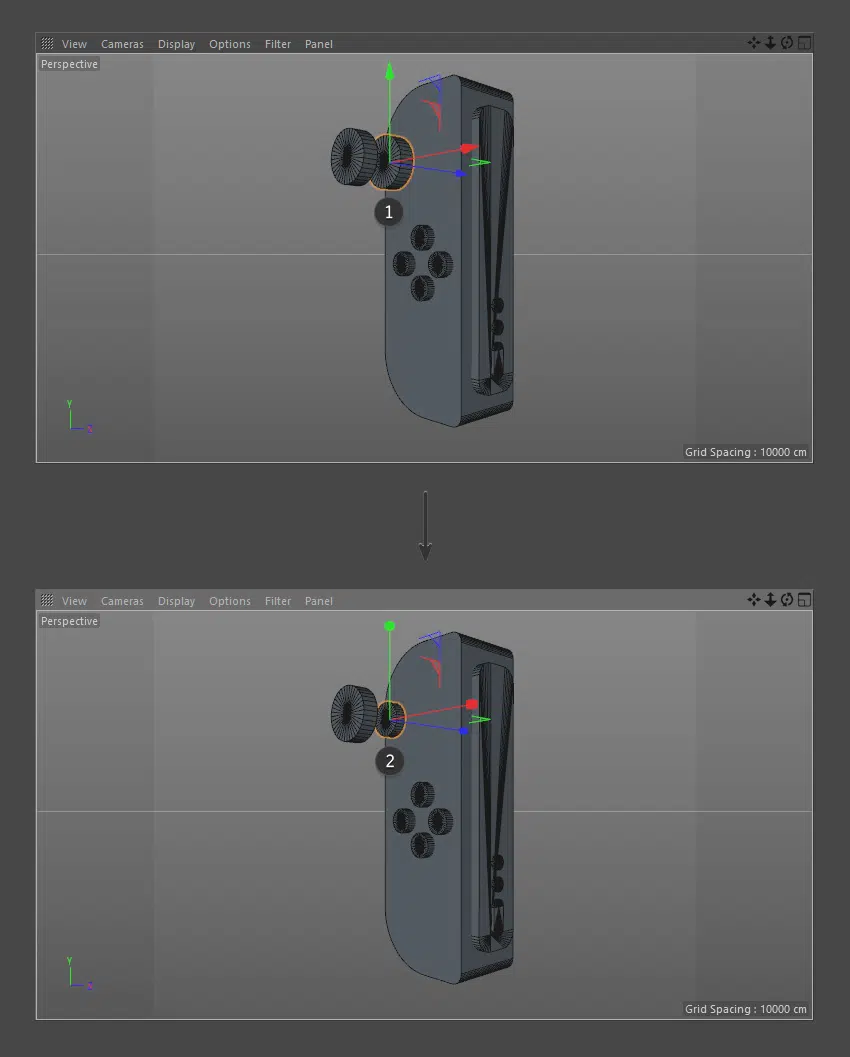 View Cameras Display Options Filter Panel
Perspective
1
Y
Z
Grid Spacing : 10000 cm
View Cameras Display Options Filter Panel
Perspective
2
Y
Z
Grid Spacing : 10000 cm